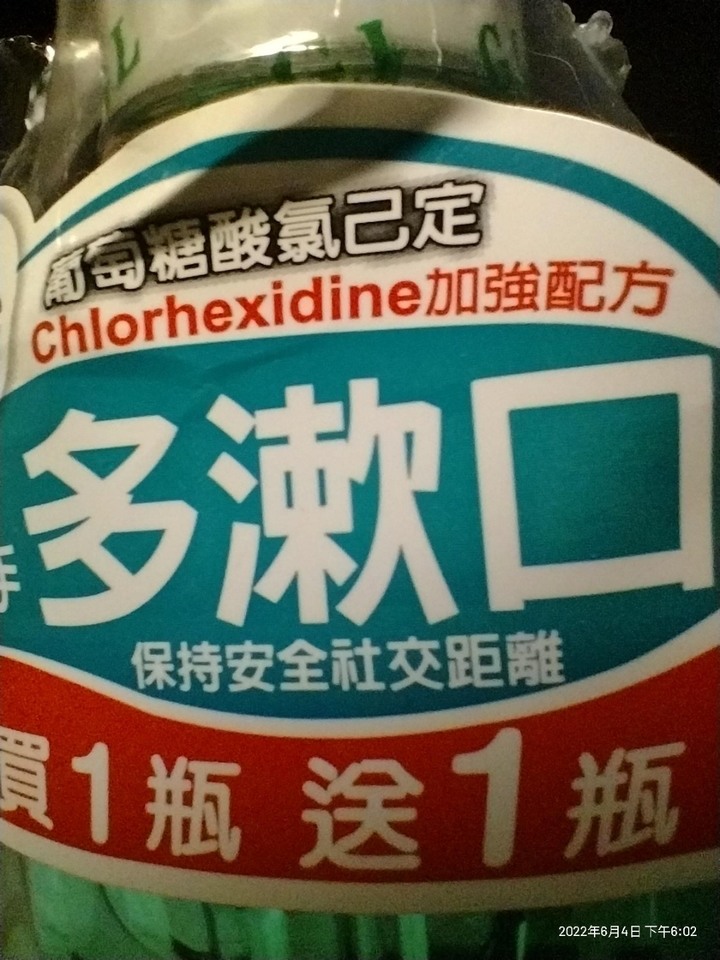 葡萄糖酸氯己定
Chlorhexidine加強配方
多漱口
保持安全社交距離
買1瓶 送1瓶
2022年6月4日 下午6:02